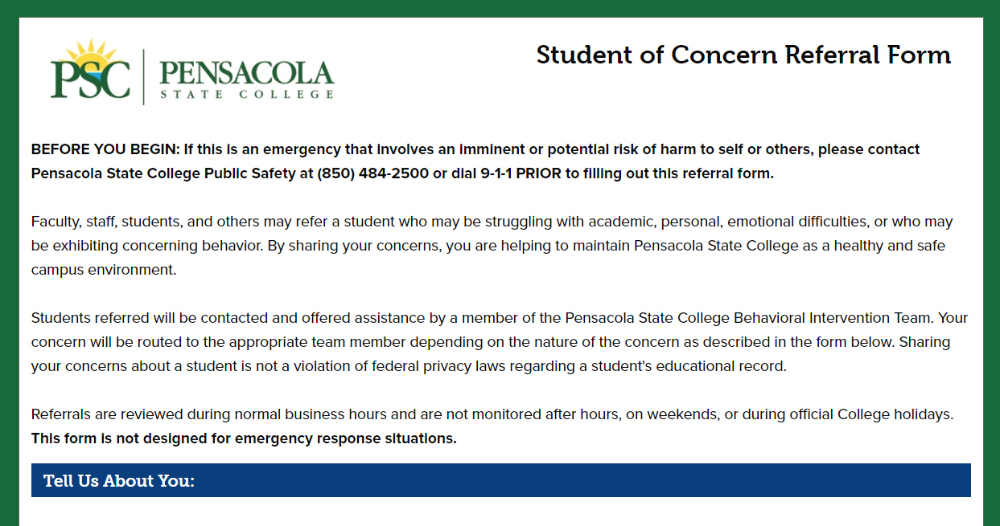 PSC
PENSACOLA
STATE COLLEGE
Student of Concern Referral Form
BEFORE YOU BEGIN: If this is an emergency that involves an imminent or potential risk of harm to self or others, please contact
Pensacola State College Public Safety at (850) 484-2500 or dial 9-1-1 PRIOR to filling out this referral form.
Faculty, staff, students, and others may refer a student who may be struggling with academic, personal, emotional difficulties, or who may
be exhibiting concerning behavior. By sharing your concerns, you are helping to maintain Pensacola State College as a healthy and safe
campus environment.
Students referred will be contacted and offered assistance by a member of the Pensacola State College Behavioral Intervention Team. Your
concern will be routed to the appropriate team member depending on the nature of the concern as described in the form below. Sharing
your concerns about a student is not a violation of federal privacy laws regarding a student's educational record.
Referrals are reviewed during normal business hours and are not monitored after hours, on weekends, or during official College holidays.
This form is not designed for emergency response situations.
Tell Us About You: